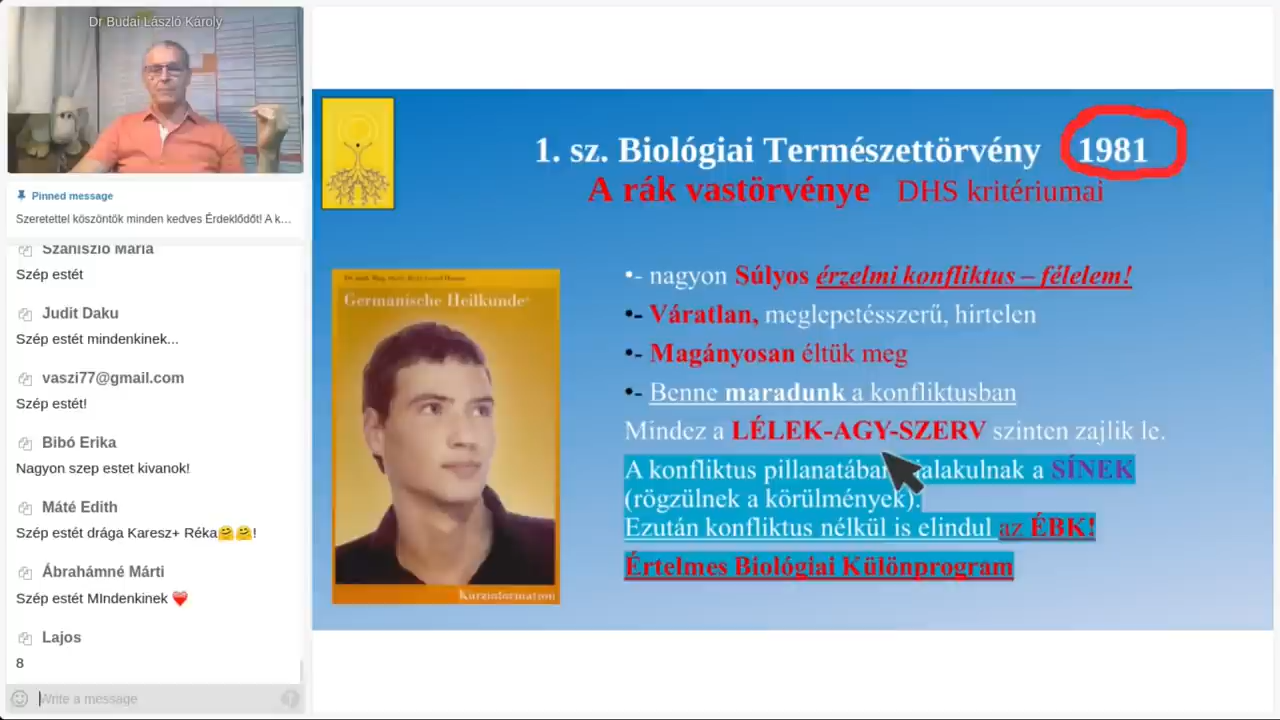 Dr Budai László Károly
Pinned message
Szeretettel köszöntök minden kedves Érdeklődőt! A k…
Szaniszló Mária
Szép estét
Judit Daku
Szép estét mindenkinek...
vaszi77@gmail.com
Szép estét!
Bibó Erika
Nagyon szep estet kivanok!
Máté Edith
Szép estét drága Karesz+ Réka🤗🤗!
Ábrahámné Márti
Szép estét MIndenkinek ❤️
Lajos
8
Write a message
1. sz. Biológiai Természettörvény 1981
A rák vastörvénye DHS kritériumai
Germanische Heilkunde
Kurzinformation
•- nagyon Súlyos érzelmi konfliktus – félelem!
•- Váratlan, meglepetésszerű, hirtelen
•- Magányosan éltük meg
•- Benne maradunk a konfliktusban
Mindez a LÉLEK-AGY-SZERV szinten zajlik le.
A konfliktus pillanatában ialakulnak a SÍNEK
(rögzülnek a körülmények).
Ezután konfliktus nélkül is elindul az ÉBK!
Értelmes Biológiai Különprogram